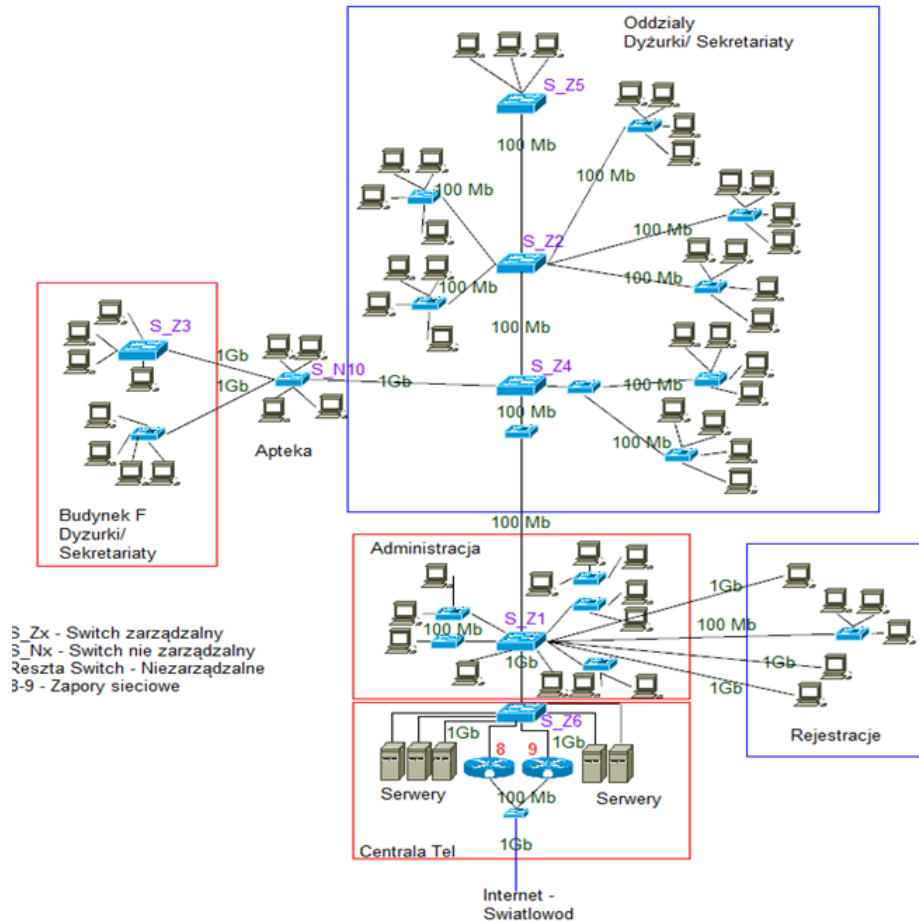 Oddzialy
Dyżurki/ Sekretariaty
S_Z5
100 Mb
100 Mb
100 Mb
S_Z2
100 Mb
100 Mb
100 Mb
100 Mb
S_Z3
1Gb
1Gb
S_N10
1Gb
S_Z4
100 Mb
100 Mb
100 Mb
Apteka
Budynek F
Dyzurki/
Sekretariaty
100 Mb
Administracja
S_Z1
100 Mb
1Gb
1Gb
100 Mb
1Gb
1Gb
Rejestracje
S_Zx - Switch zarządzalny
S_Nx - Switch nie zarządzalny
Reszta Switch - Niezarządzalne
8-9 - Zapory sieciowe
S_Z6
1Gb
8
9
1Gb
Serwery
Serwery
100 Mb
1Gb
Centrala Tel
Internet -
Swiatlowod